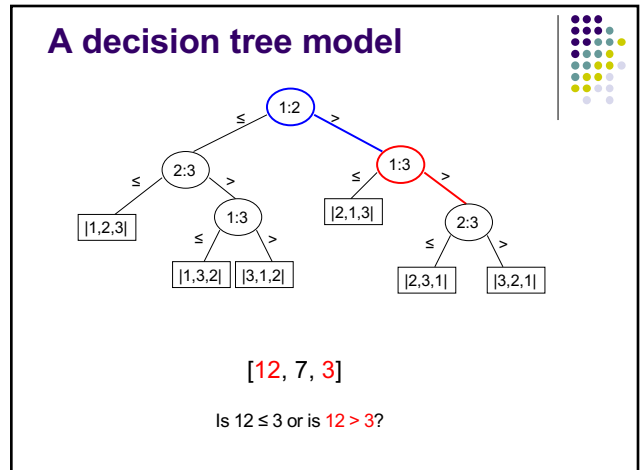 A decision tree model
1:2
≤ >
2:3 1:3
≤ > ≤ >
|1,2,3| 1:3 |2,1,3| 2:3
≤ > ≤ >
|1,3,2| |3,1,2| |2,3,1| |3,2,1|
[12, 7, 3]
Is 12 ≤ 3 or is 12 > 3?